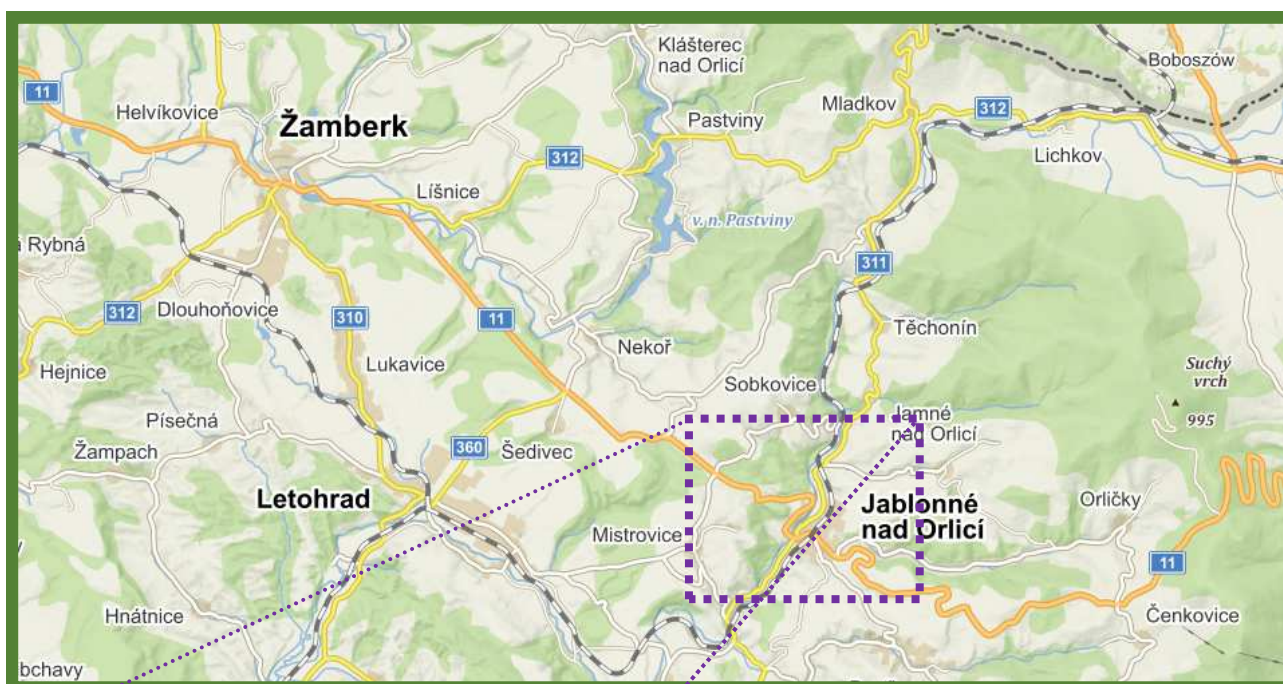 Klášterec
nad Orlicí
Boboszów
11
Helvíkovice
Mladkov
312
Žamberk
Pastviny
312
Lichkov
Líšnice
v. n. Pastviny
Rybná
311
312
Dlouhoňovice
310
11
Těchonín
Nekoř
Lukavice
Hejnice
Sobkovice
Suchý
vrch
995
Písečná
Jamné
nad Orlicí
Žampach
360
Šedivec
Letohrad
Jablonné
nad Orlicí
Orličky
Mistrovice
11
Hnátnice
Čenkovice
bchavy